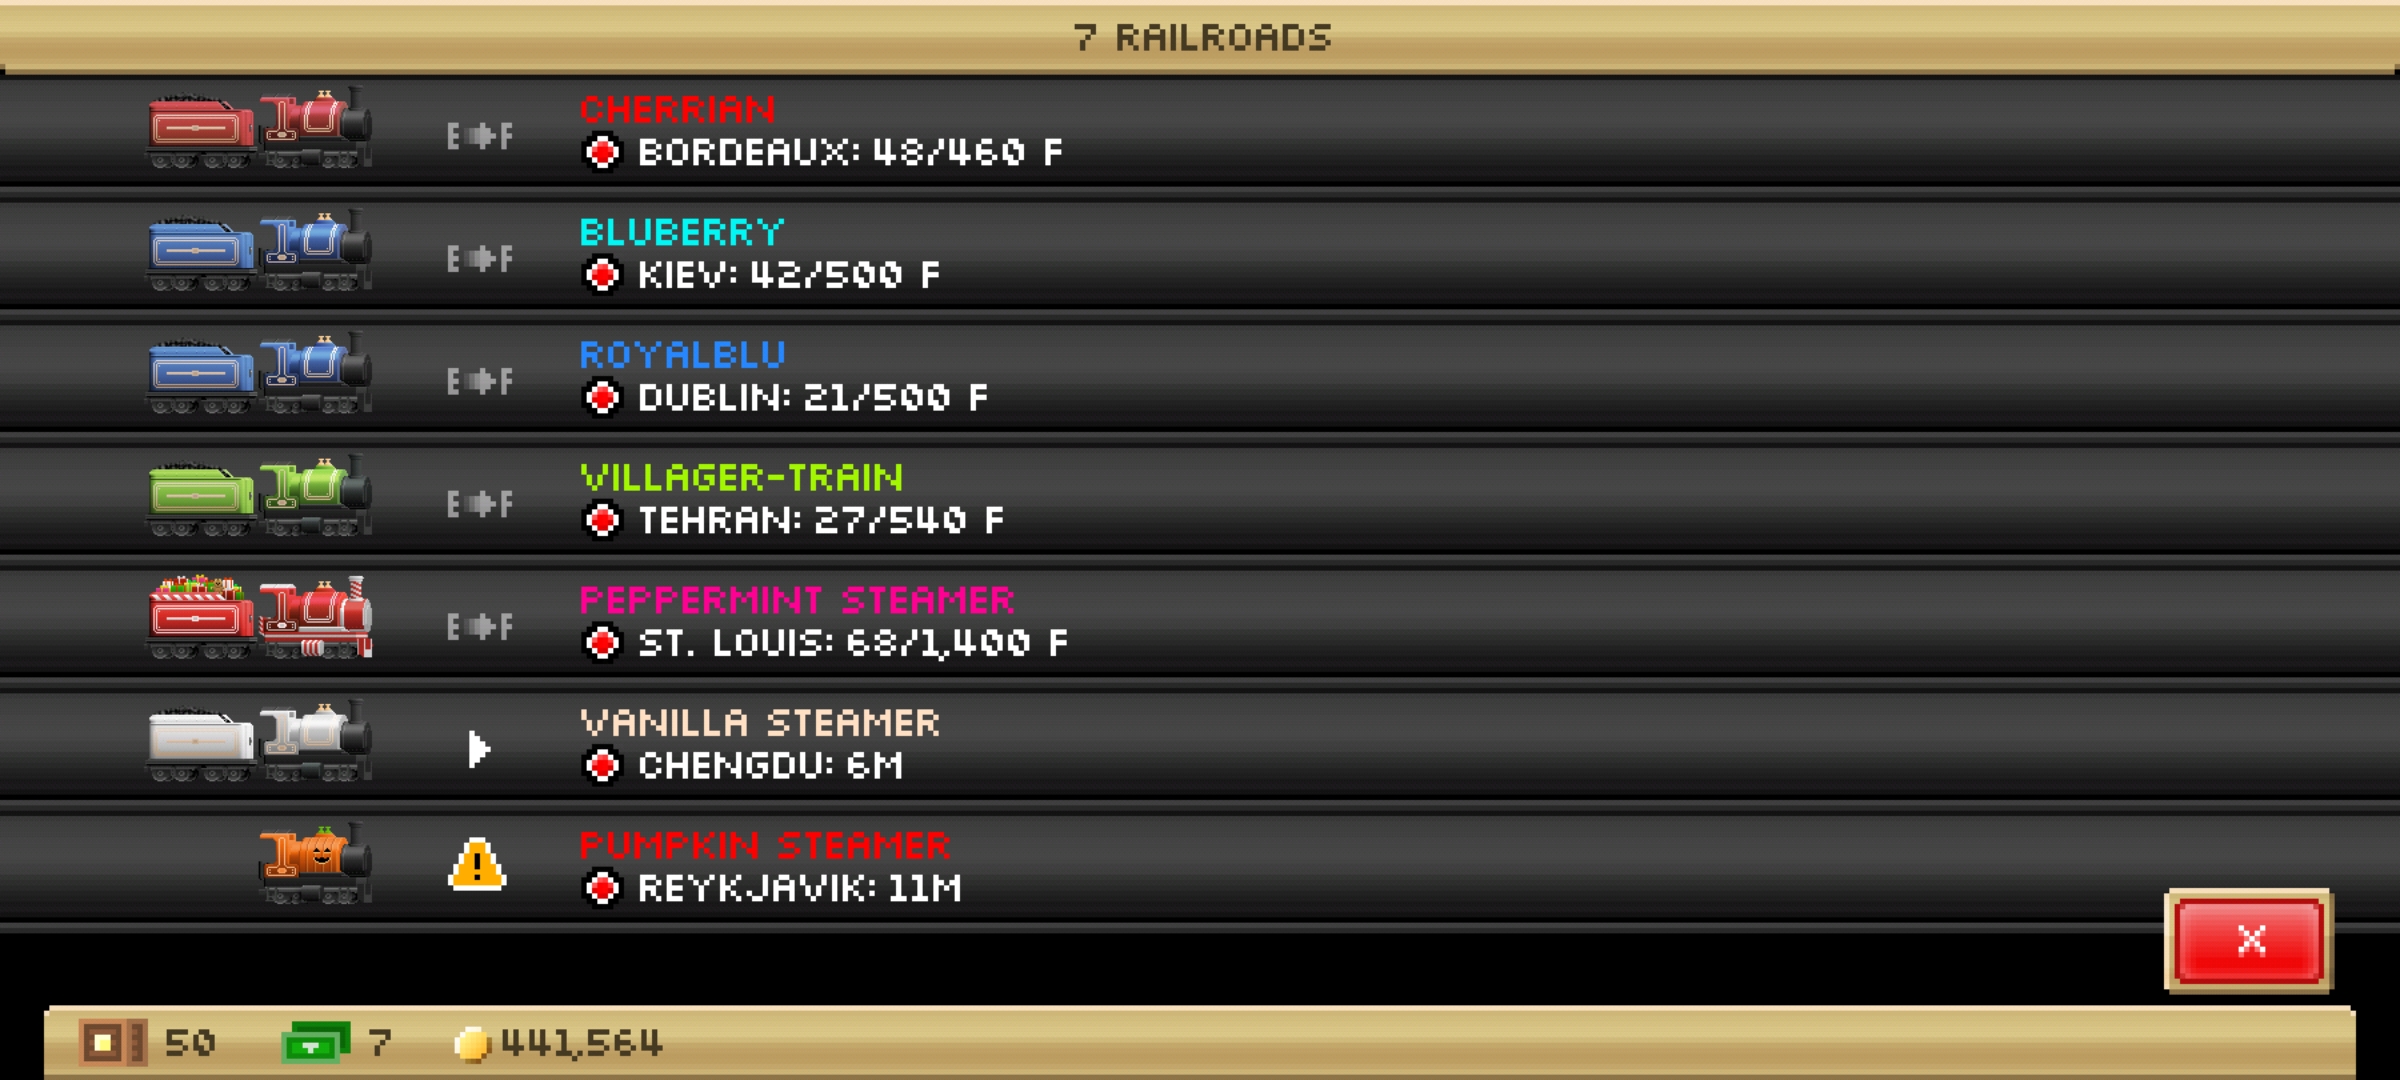 7 RAILROADS
CHERRIAN
E F
BORDEAUX: 48/460 F
BLUBERRY
E F
KIEV: 42/500 F
ROYALBLU
E F
DUBLIN: 21/500 F
VILLAGER-TRAIN
E F
TEHRAN: 27/540 F
PEPPERMINT STEAMER
E F
ST. LOUIS: 68/1,400 F
VANILLA STEAMER
CHENGDU: 6M
PUMPKIN STEAMER
!
REYKJAVIK: 11M
X
50 7 441,564